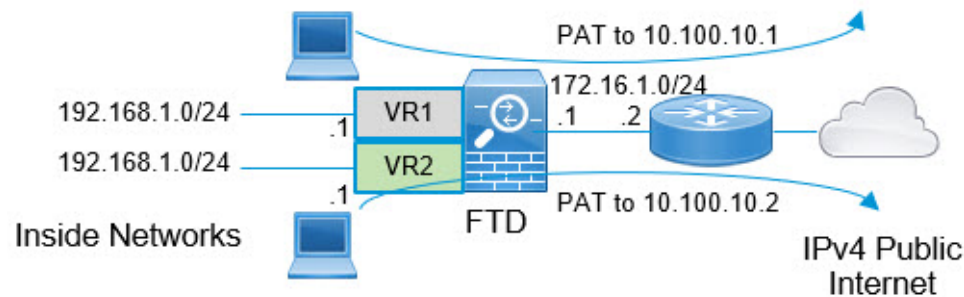 PAT to 10.100.10.1
172.16.1.0/24
192.168.1.0/24
.1
VR1
.1
.2
192.168.1.0/24
.1
VR2
PAT to 10.100.10.2
FTD
Inside Networks
IPv4 Public
Internet